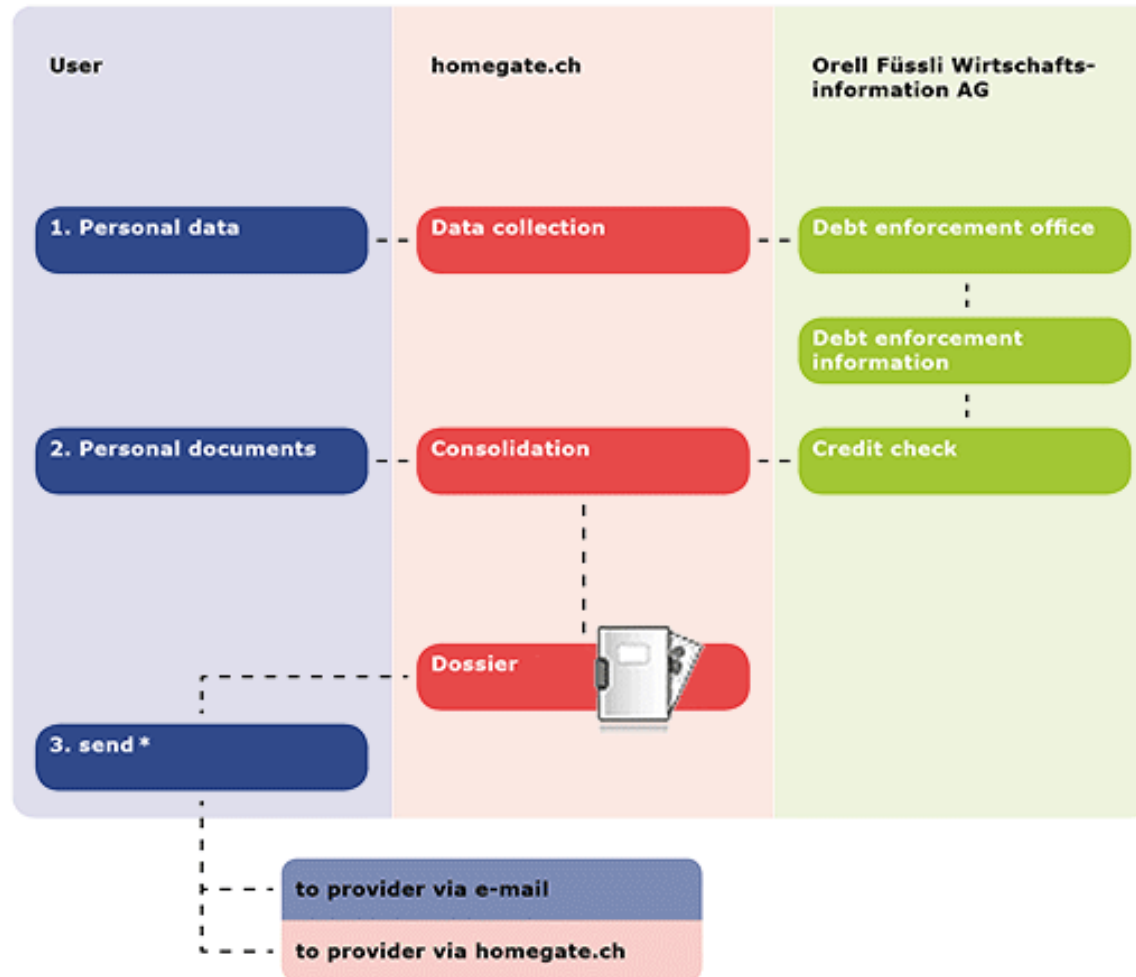 User
homegate.ch
Orell Füssli Wirtschafts-
information AG
1. Personal data
Data collection
Debt enforcement office
Debt enforcement
information
2. Personal documents
Consolidation
Credit check
Dossier
3. send *
to provider via e-mail
to provider via homegate.ch